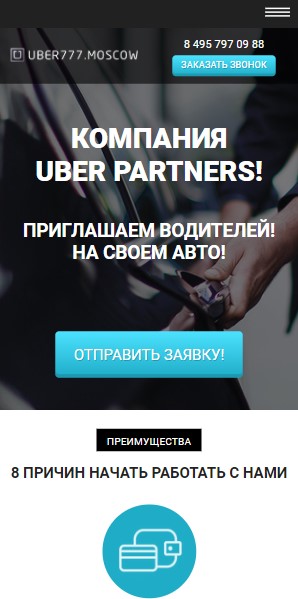 UBER777.MOSCOW
8 495 797 09 88
ЗАКАЗАТЬ ЗВОНОК
КОМПАНИЯ
UBER PARTNERS!
ПРИГЛАШАЕМ ВОДИТЕЛЕЙ!
НА СВОЕМ АВТО!
ОТПРАВИТЬ ЗАЯВКУ!
ПРЕИМУЩЕСТВА
8 ПРИЧИН НАЧАТЬ РАБОТАТЬ С НАМИ